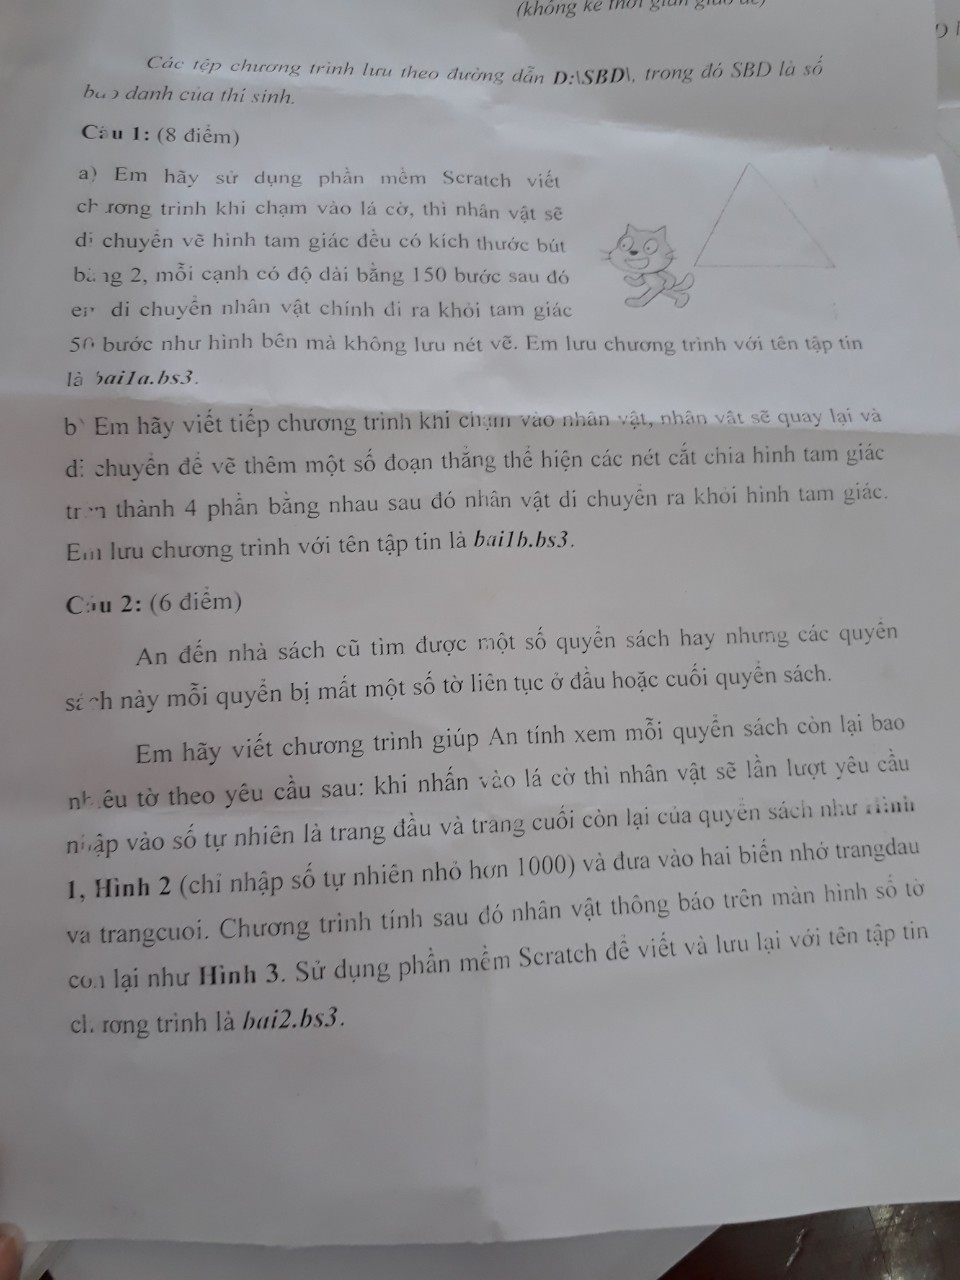 (không kể thời gian giao đề)
Các tệp chương trình lưu theo đường dẫn D:\SBD\, trong đó SBD là số
báo danh của thí sinh.
Câu 1: (8 điểm)
a) Em hãy sử dụng phần mềm Scratch viết
chương trình khi chạm vào lá cờ, thì nhân vật sẽ
di chuyển vẽ hình tam giác đều có kích thước bút
bằng 2, mỗi cạnh có độ dài bằng 150 bước sau đó
em di chuyển nhân vật chính đi ra khỏi tam giác
50 bước như hình bên mà không lưu nét vẽ. Em lưu chương trình với tên tập tin
là bai1a.bs3.
b) Em hãy viết tiếp chương trình khi chạm vào nhân vật, nhân vật sẽ quay lại và
di chuyển để vẽ thêm một số đoạn thẳng thể hiện các nét cắt chia hình tam giác
trên thành 4 phần bằng nhau sau đó nhân vật di chuyển ra khỏi hình tam giác.
Em lưu chương trình với tên tập tin là bai1b.bs3.
Câu 2: (6 điểm)
An đến nhà sách cũ tìm được một số quyển sách hay nhưng các quyển
sách này mỗi quyển bị mất một số tờ liên tục ở đầu hoặc cuối quyển sách.
Em hãy viết chương trình giúp An tính xem mỗi quyển sách còn lại bao
nhiêu tờ theo yêu cầu sau: khi nhấn vào lá cờ thì nhân vật sẽ lần lượt yêu cầu
nhập vào số tự nhiên là trang đầu và trang cuối còn lại của quyển sách như Hình
1, Hình 2 (chỉ nhập số tự nhiên nhỏ hơn 1000) và đưa vào hai biến nhớ trangdau
va trangcuoi. Chương trình tính sau đó nhân vật thông báo trên màn hình số tờ
còn lại như Hình 3. Sử dụng phần mềm Scratch để viết và lưu lại với tên tập tin
chương trình là bai2.bs3.